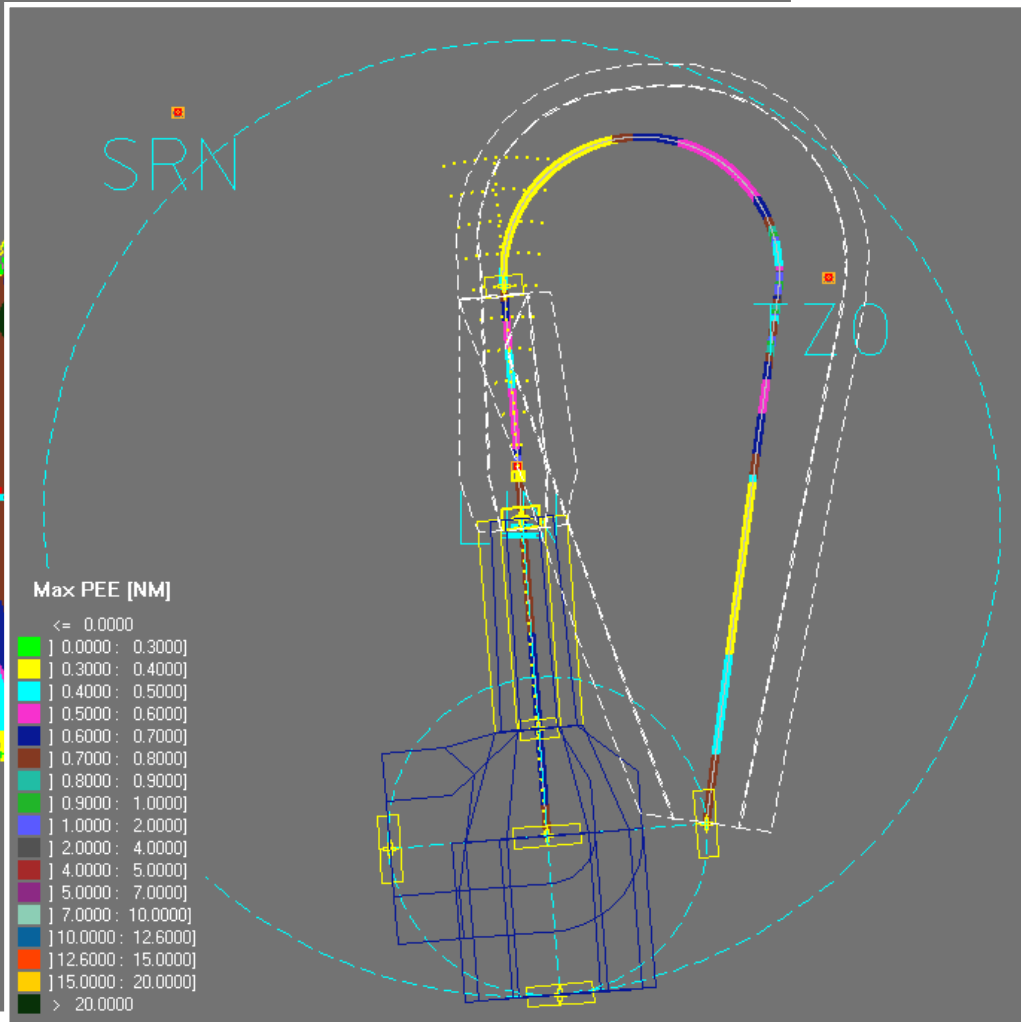 SRN
TZO
Max PEE [NM]
<= 0.0000
] 0.0000 : 0.3000]
] 0.3000 : 0.4000]
] 0.4000 : 0.5000]
] 0.5000 : 0.6000]
] 0.6000 : 0.7000]
] 0.7000 : 0.8000]
] 0.8000 : 0.9000]
] 0.9000 : 1.0000]
] 1.0000 : 2.0000]
] 2.0000 : 4.0000]
] 4.0000 : 5.0000]
] 5.0000 : 7.0000]
] 7.0000 : 10.0000]
]10.0000 : 12.6000]
]12.6000 : 15.0000]
]15.0000 : 20.0000]
> 20.0000